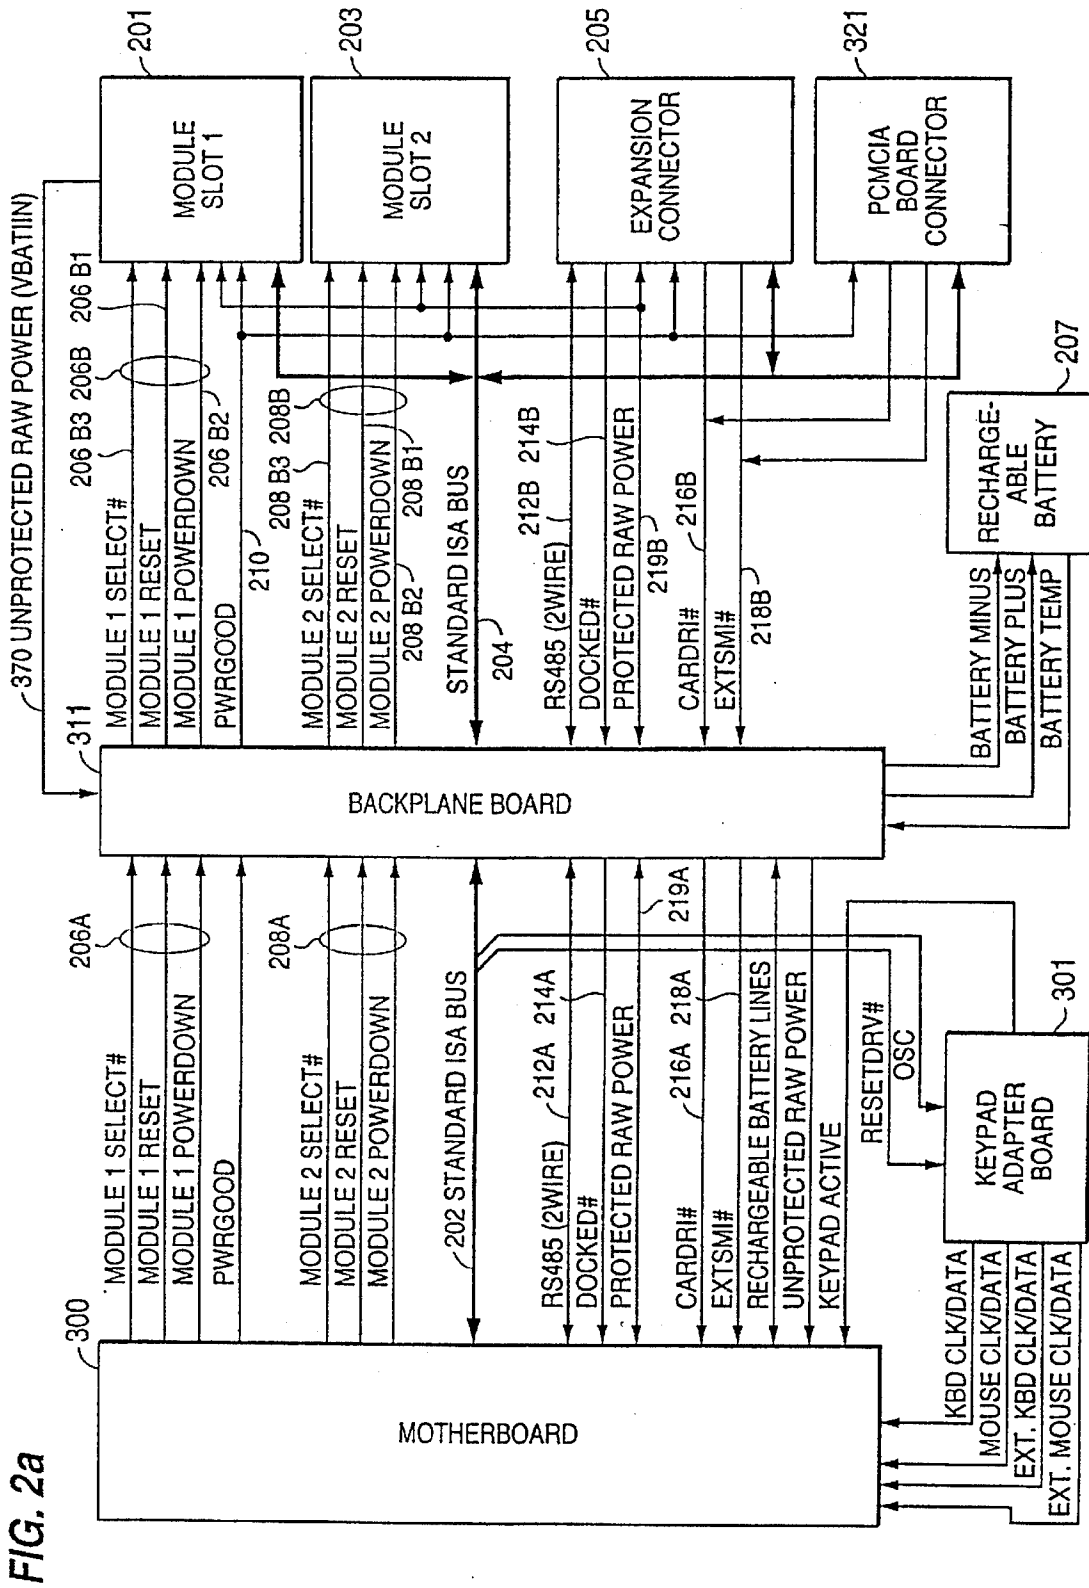 FIG. 2a
300
MOTHERBOARD
MODULE 1 SELECT#
MODULE 1 RESET
MODULE 1 POWERDOWN
PWRGOOD
206A
MODULE 2 SELECT#
MODULE 2 RESET
MODULE 2 POWERDOWN
208A
202 STANDARD ISA BUS
RS485 (2WIRE)
212A
DOCKED#
214A
PROTECTED RAW POWER
219A
CARDRI#
216A
EXTSMI#
218A
RECHARGEABLE BATTERY LINES
UNPROTECTED RAW POWER
KEYPAD ACTIVE
RESETDRV#
OSC
301
KEYPAD
ADAPTER
BOARD
KBD CLK/DATA
MOUSE CLK/DATA
EXT. KBD CLK/DATA
EXT. MOUSE CLK/DATA
311
BACKPLANE BOARD
370 UNPROTECTED RAW POWER (VBATIIN)
MODULE 1 SELECT#
206 B3
MODULE 1 RESET
206B
206 B1
MODULE 1 POWERDOWN
206 B2
PWRGOOD
210
MODULE 2 SELECT#
208 B3
208B
MODULE 2 RESET
208 B1
MODULE 2 POWERDOWN
208 B2
STANDARD ISA BUS
204
RS485 (2WIRE)
212B
DOCKED#
214B
PROTECTED RAW POWER
219B
CARDRI#
216B
EXTSMI#
218B
BATTERY MINUS
BATTERY PLUS
BATTERY TEMP
207
RECHARGE-
ABLE
BATTERY
201
MODULE
SLOT 1
203
MODULE
SLOT 2
205
EXPANSION
CONNECTOR
321
PCMCIA
BOARD
CONNECTOR